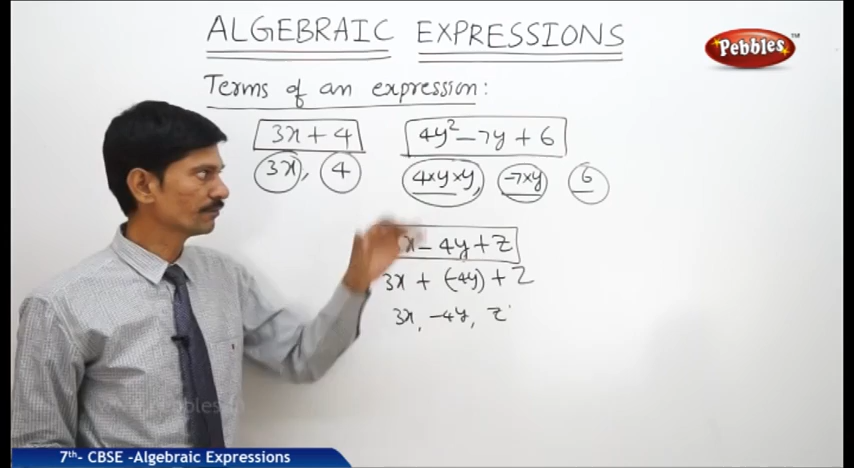 ALGEBRAIC EXPRESSIONS
Pebbles™
Terms of an expression:
3x + 4
4y² - 7y + 6
3x, 4
4×y×y, -7×y 6
x - 4y + z
3x + (-4y) + z
3x, -4y, z
7th- CBSE -Algebraic Expressions